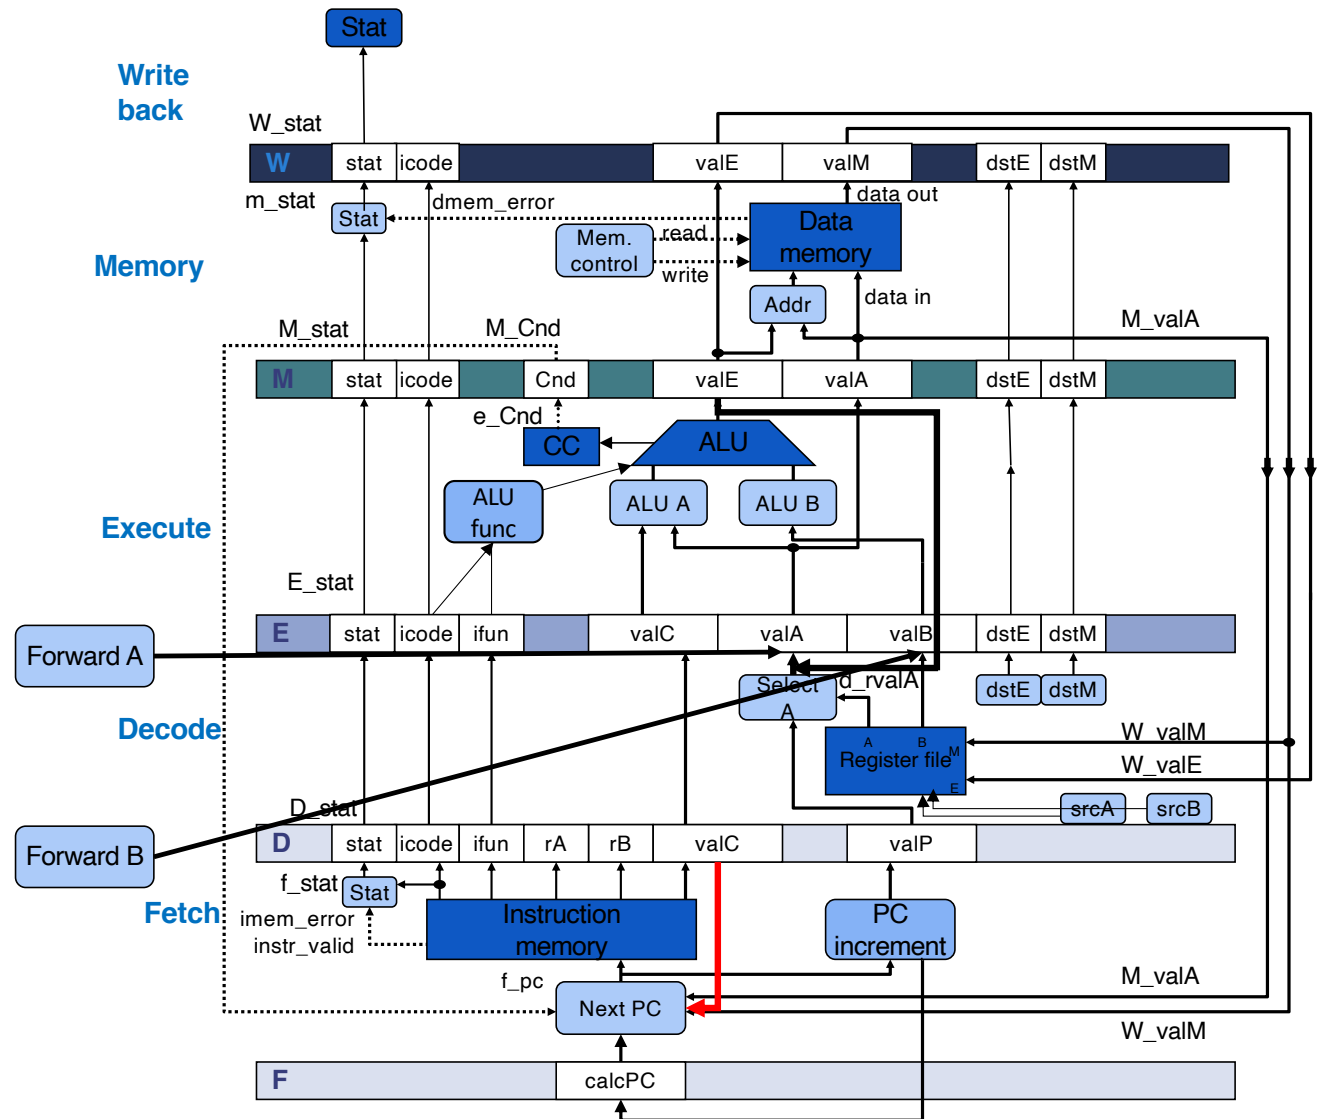 Stat
Write
back
W_stat
W
stat
icode
valE
valM
dstE
dstM
m_stat
Stat
dmem_error
data out
Mem.
control
read
write
Data
memory
Memory
Addr
data in
M_stat
M_Cnd
M_valA
M
stat
icode
Cnd
valE
valA
dstE
dstM
e_Cnd
CC
ALU
ALU
func
ALU A
ALU B
Execute
E_stat
E
stat
icode
ifun
valC
valA
valB
dstE
dstM
Forward A
Select
A
d_rvalA
dstE
dstM
Decode
A
B
M
Register file
E
W_valM
W_valE
D_stat
srcA
srcB
Forward B
D
stat
icode
ifun
rA
rB
valC
valP
f_stat
Stat
Fetch
imem_error
instr_valid
Instruction
memory
PC
increment
f_pc
M_valA
Next PC
W_valM
F
calcPC